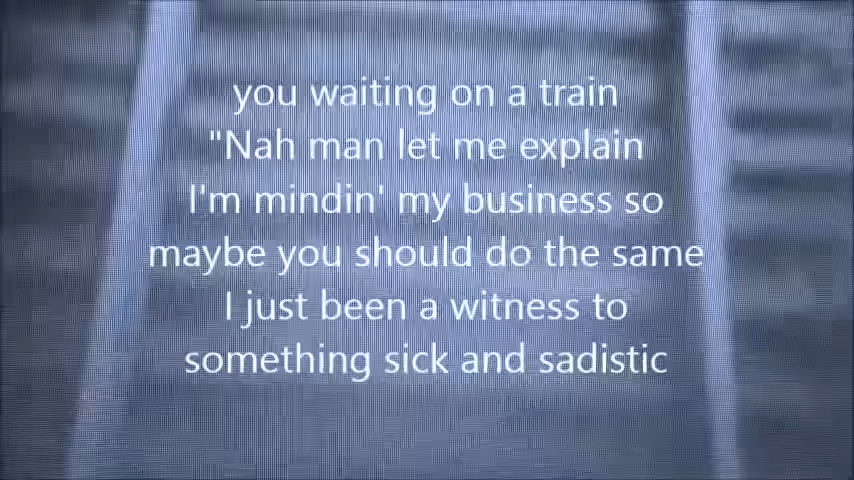 you waiting on a train
"Nah man let me explain
I'm mindin' my business so
maybe you should do the same
I just been a witness to
something sick and sadistic